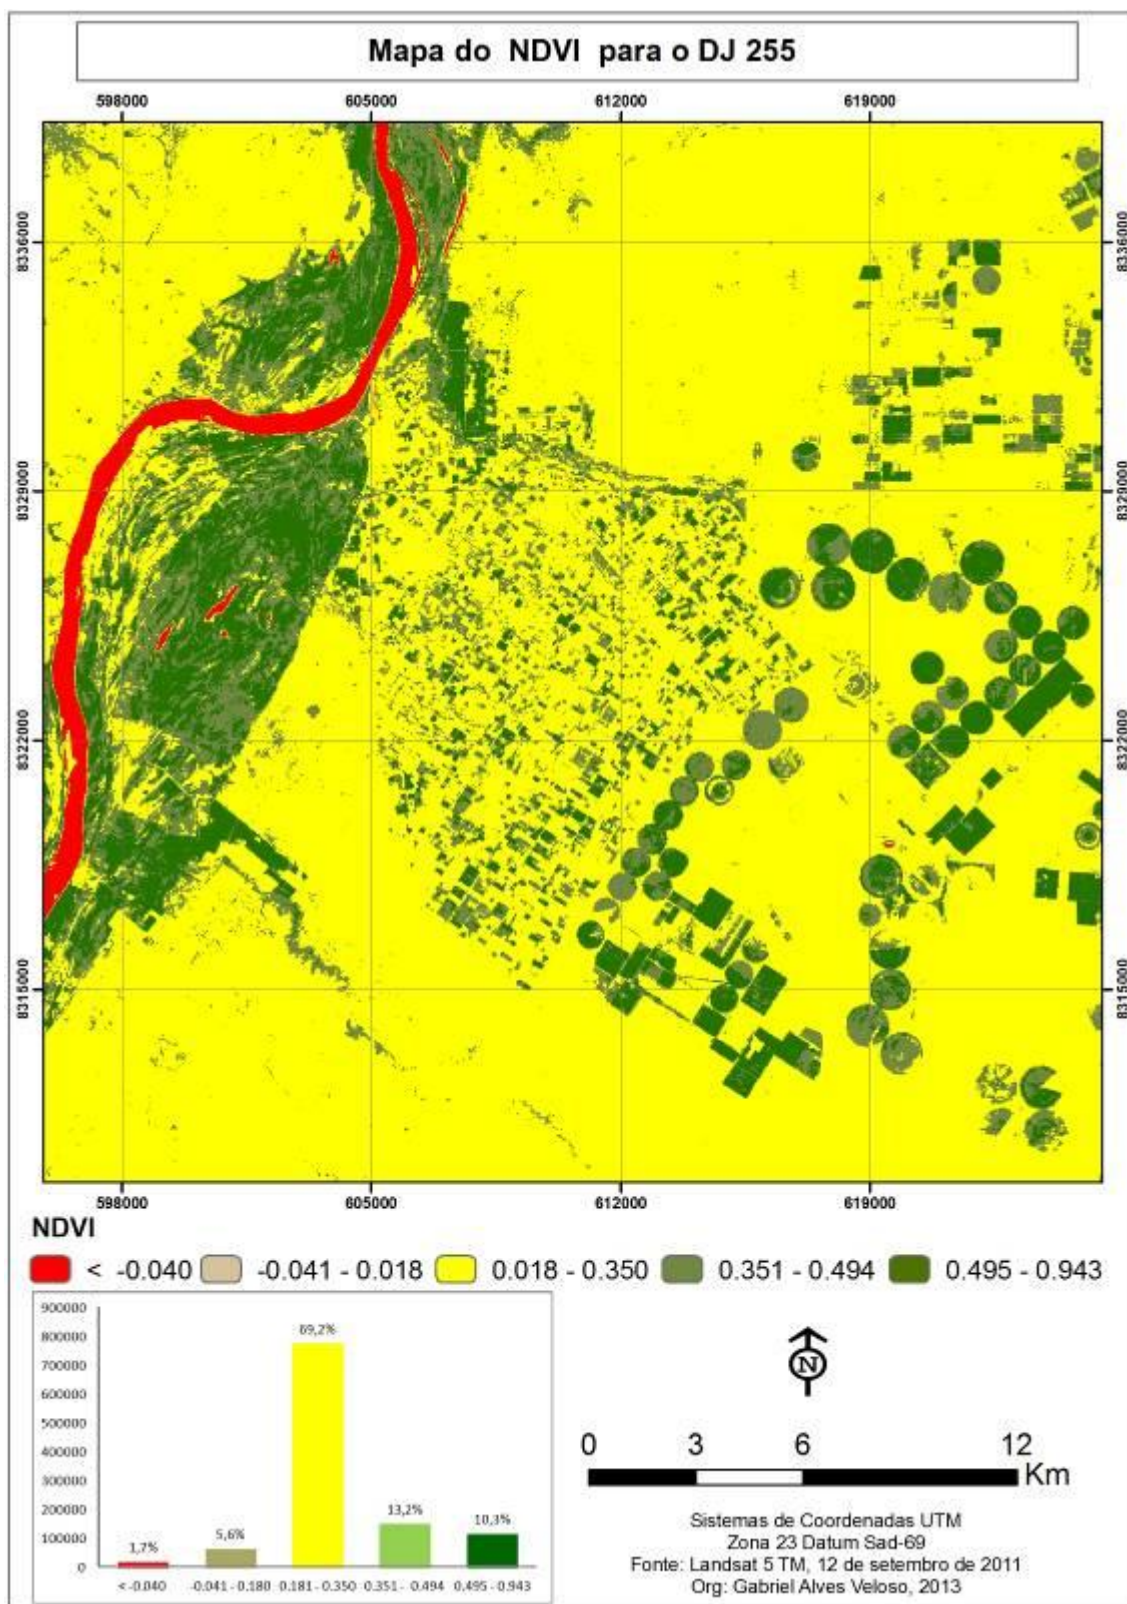 Mapa do NDVI para o DJ 255
598000 605000 612000 619000
8336000 8336000
8329000 8329000
8322000 8322000
8315000 8315000
598000 605000 612000 619000
NDVI
< -0.040 -0.041 - 0.018 0.018 - 0.350 0.351 - 0.494 0.495 - 0.943
900000
800000
700000
600000
500000
400000
300000
200000
100000
0
1,7% 5,6% 69,2% 13,2% 10,3%
< -0.040 -0.041 - 0.180 0.181 - 0.350 0.351 - 0.494 0.495 - 0.943
N
0 3 6 12
Km
Sistemas de Coordenadas UTM
Zona 23 Datum Sad-69
Fonte: Landsat 5 TM, 12 de setembro de 2011
Org: Gabriel Alves Veloso, 2013